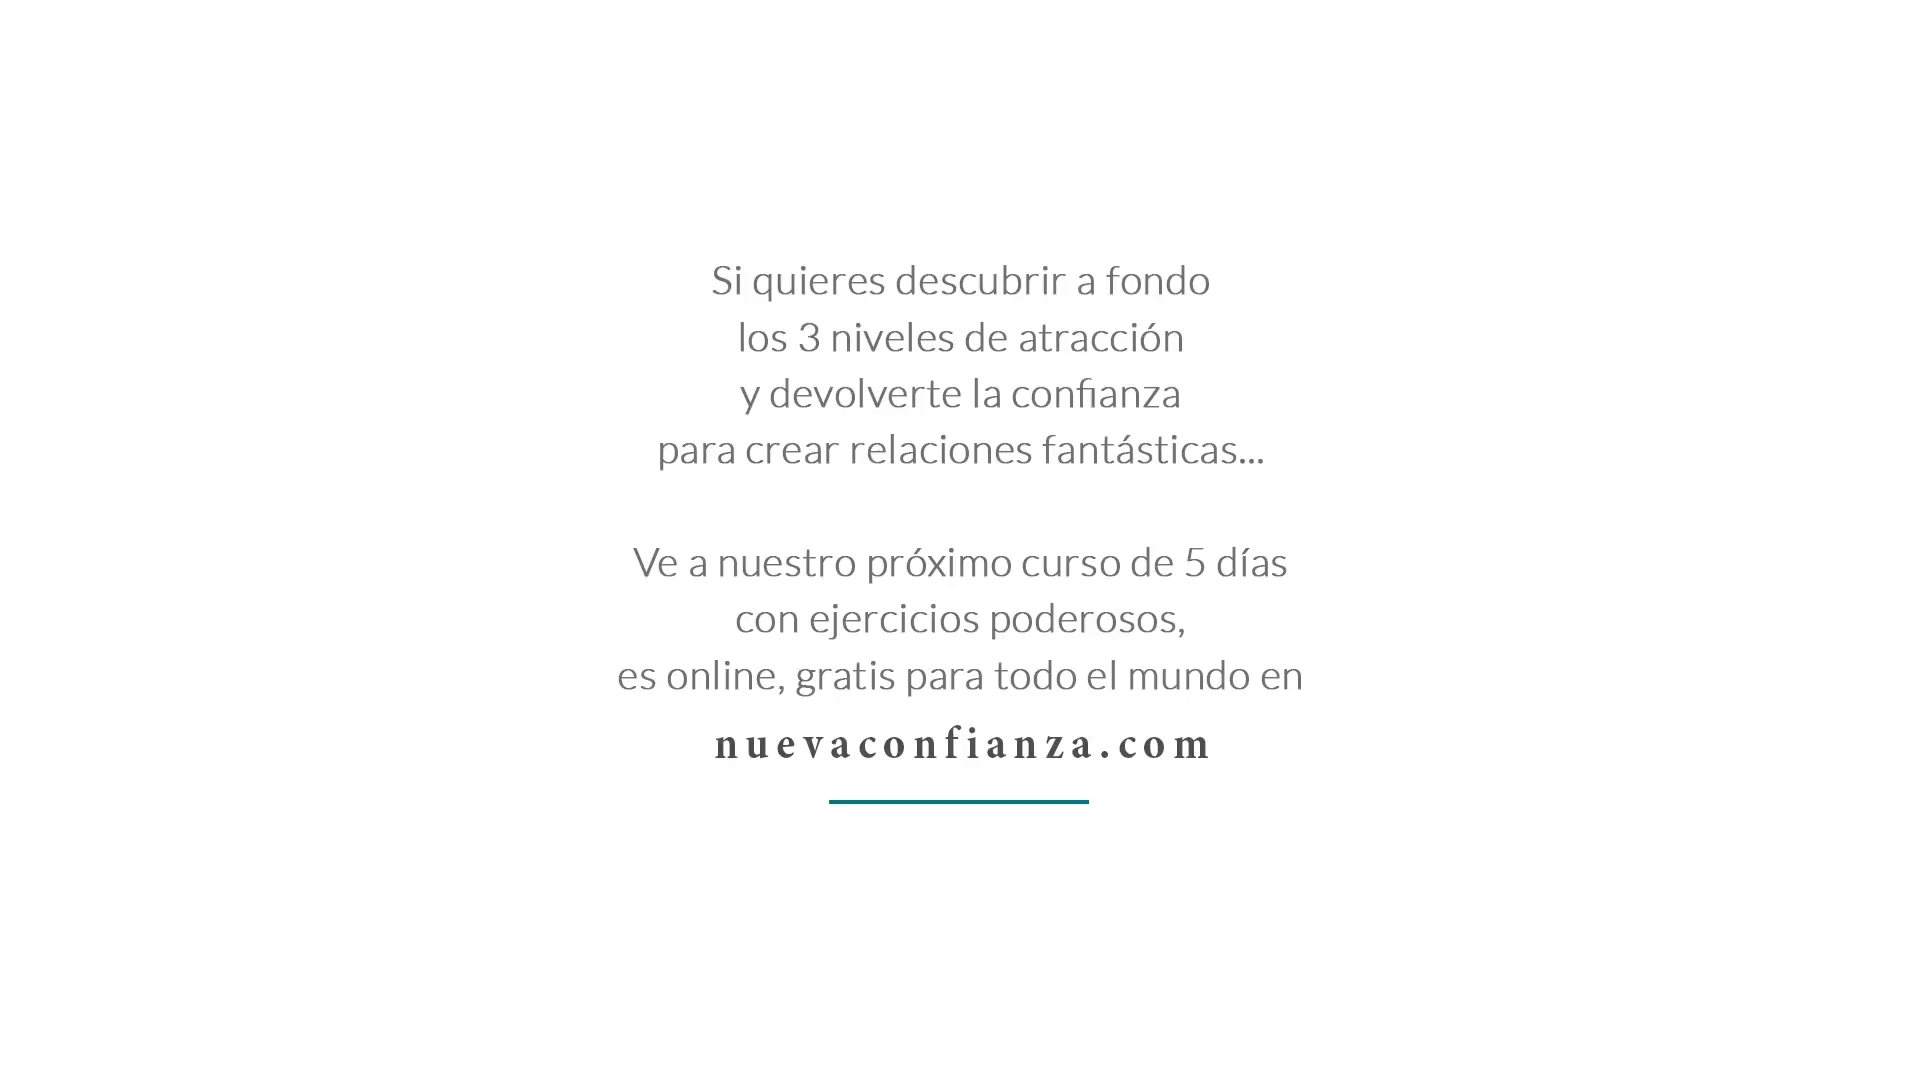 Si quieres descubrir a fondo
los 3 niveles de atracción
y devolverte la confianza
para crear relaciones fantásticas...
Ve a nuestro próximo curso de 5 días
con ejercicios poderosos,
es online, gratis para todo el mundo en
nuevaconfianza.com